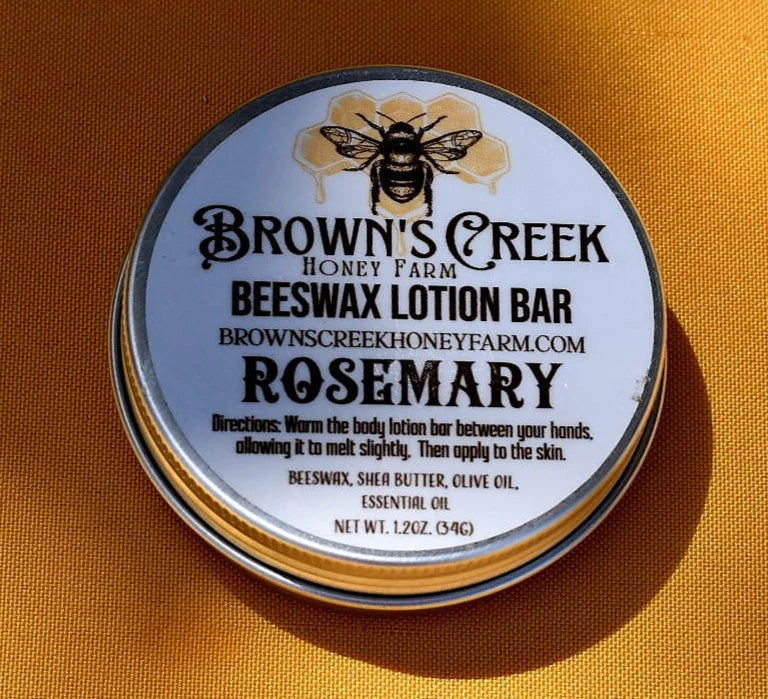 BROWN'S CREEK
HONEY FARM
BEESWAX LOTION BAR
BROWNSCREEKHONEYFARM.COM
ROSEMARY
Directions: Warm the body lotion bar between your hands,
allowing it to melt slightly. Then apply to the skin.
BEESWAX, SHEA BUTTER, OLIVE OIL,
ESSENTIAL OIL
NET WT. 1.2OZ. (34G)